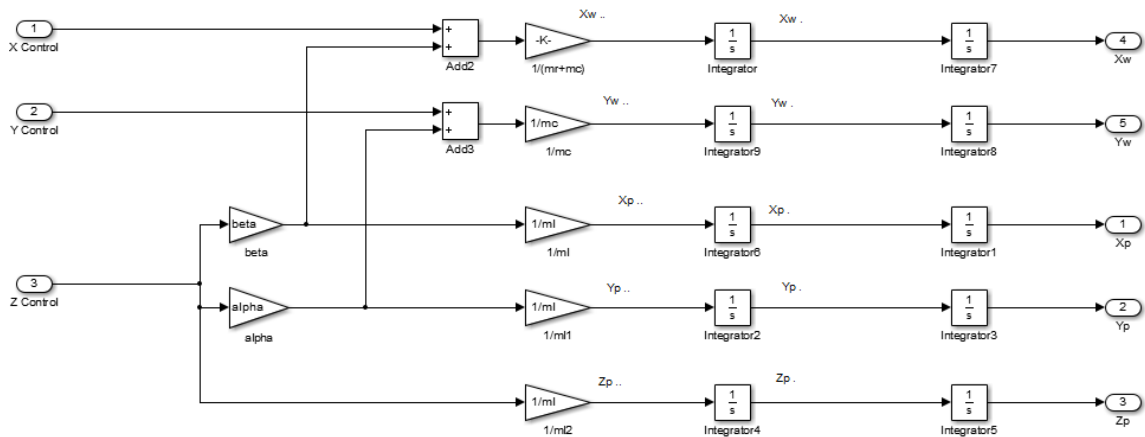 1
X Control
+
+
Add2
-K-
1/(mr+mc)
Xw ..
1
s
Integrator
Xw .
1
s
Integrator7
4
Xw
2
Y Control
+
+
Add3
1/mc
1/mc
Yw ..
1
s
Integrator9
Yw .
1
s
Integrator8
5
Yw
beta
beta
1/ml
1/ml
Xp ..
1
s
Integrator6
Xp .
1
s
Integrator1
1
Xp
3
Z Control
alpha
alpha
1/ml
1/ml1
Yp ..
1
s
Integrator2
Yp .
1
s
Integrator3
2
Yp
1/ml
1/ml2
Zp ..
1
s
Integrator4
Zp .
1
s
Integrator5
3
Zp